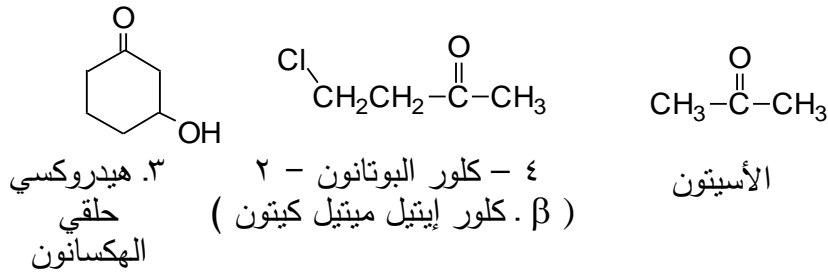 O
OH
Cl
CH₂CH₂–C–CH₃
O
CH₃–C–CH₃
O
الأسيتون
٤ – كلور البوتانون – ٢
( β . كلور إيتيل ميتيل كيتون )
٣. هيدروكسي
حلقي
الهكسانون